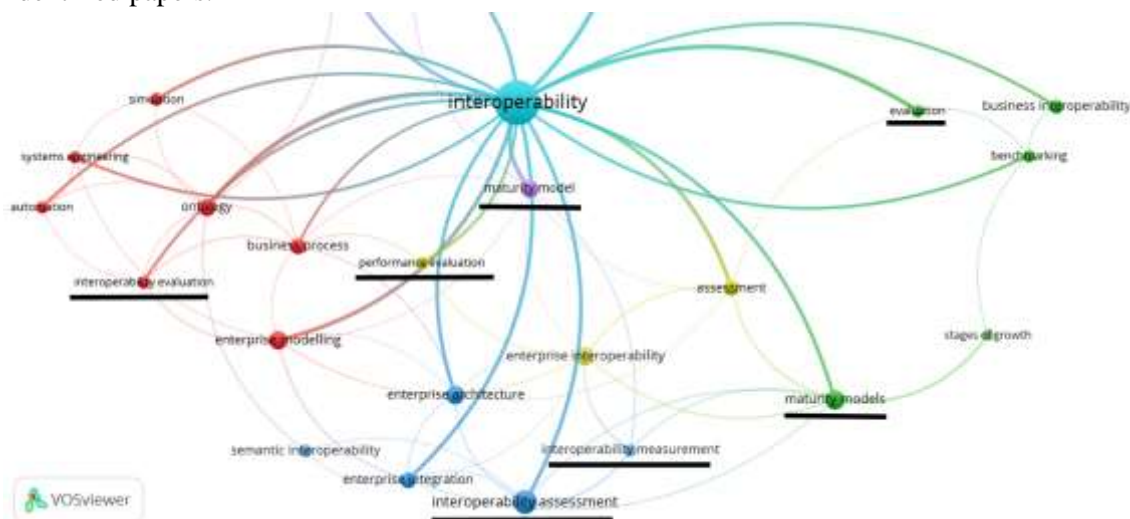 interoperability
simulation
evaluation
business interoperability
systems engineering
benchmarking
automation
ontology
maturity model
business process
performance evaluation
interoperability evaluation
assessment
enterprise modelling
stages of growth
enterprise interoperability
enterprise architecture
maturity models
semantic interoperability
interoperability measurement
enterprise integration
interoperability assessment
VOSviewer